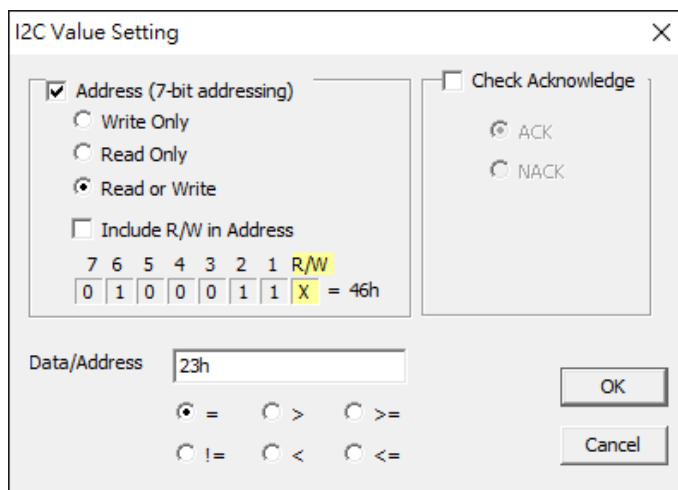 I2C Value Setting
Address (7-bit addressing)
Write Only
Read Only
Read or Write
Include R/W in Address
7 6 5 4 3 2 1 R/W
0 1 0 0 0 1 1 X = 46h
Check Acknowledge
ACK
NACK
Data/Address 23h
= > >=
!= < <=
OK
Cancel